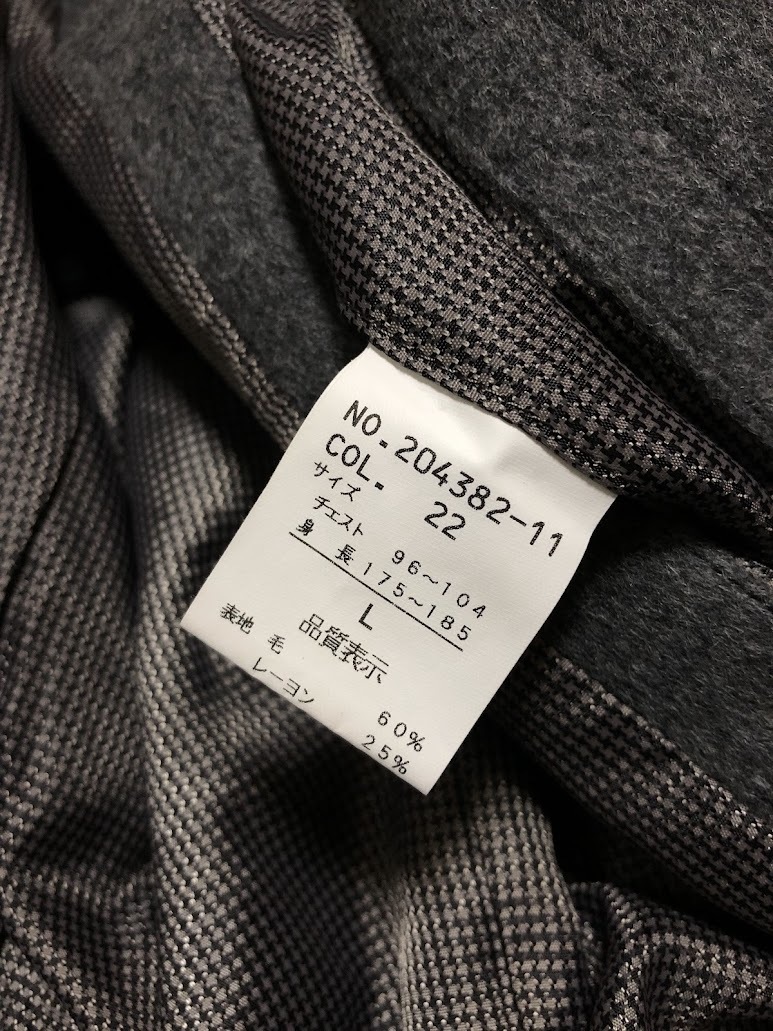 NO.204382-11
COL. 22
サイズ
チェスト 96〜104
身長 175〜185
L
品質表示
表地 毛 60%
レーヨン 25%